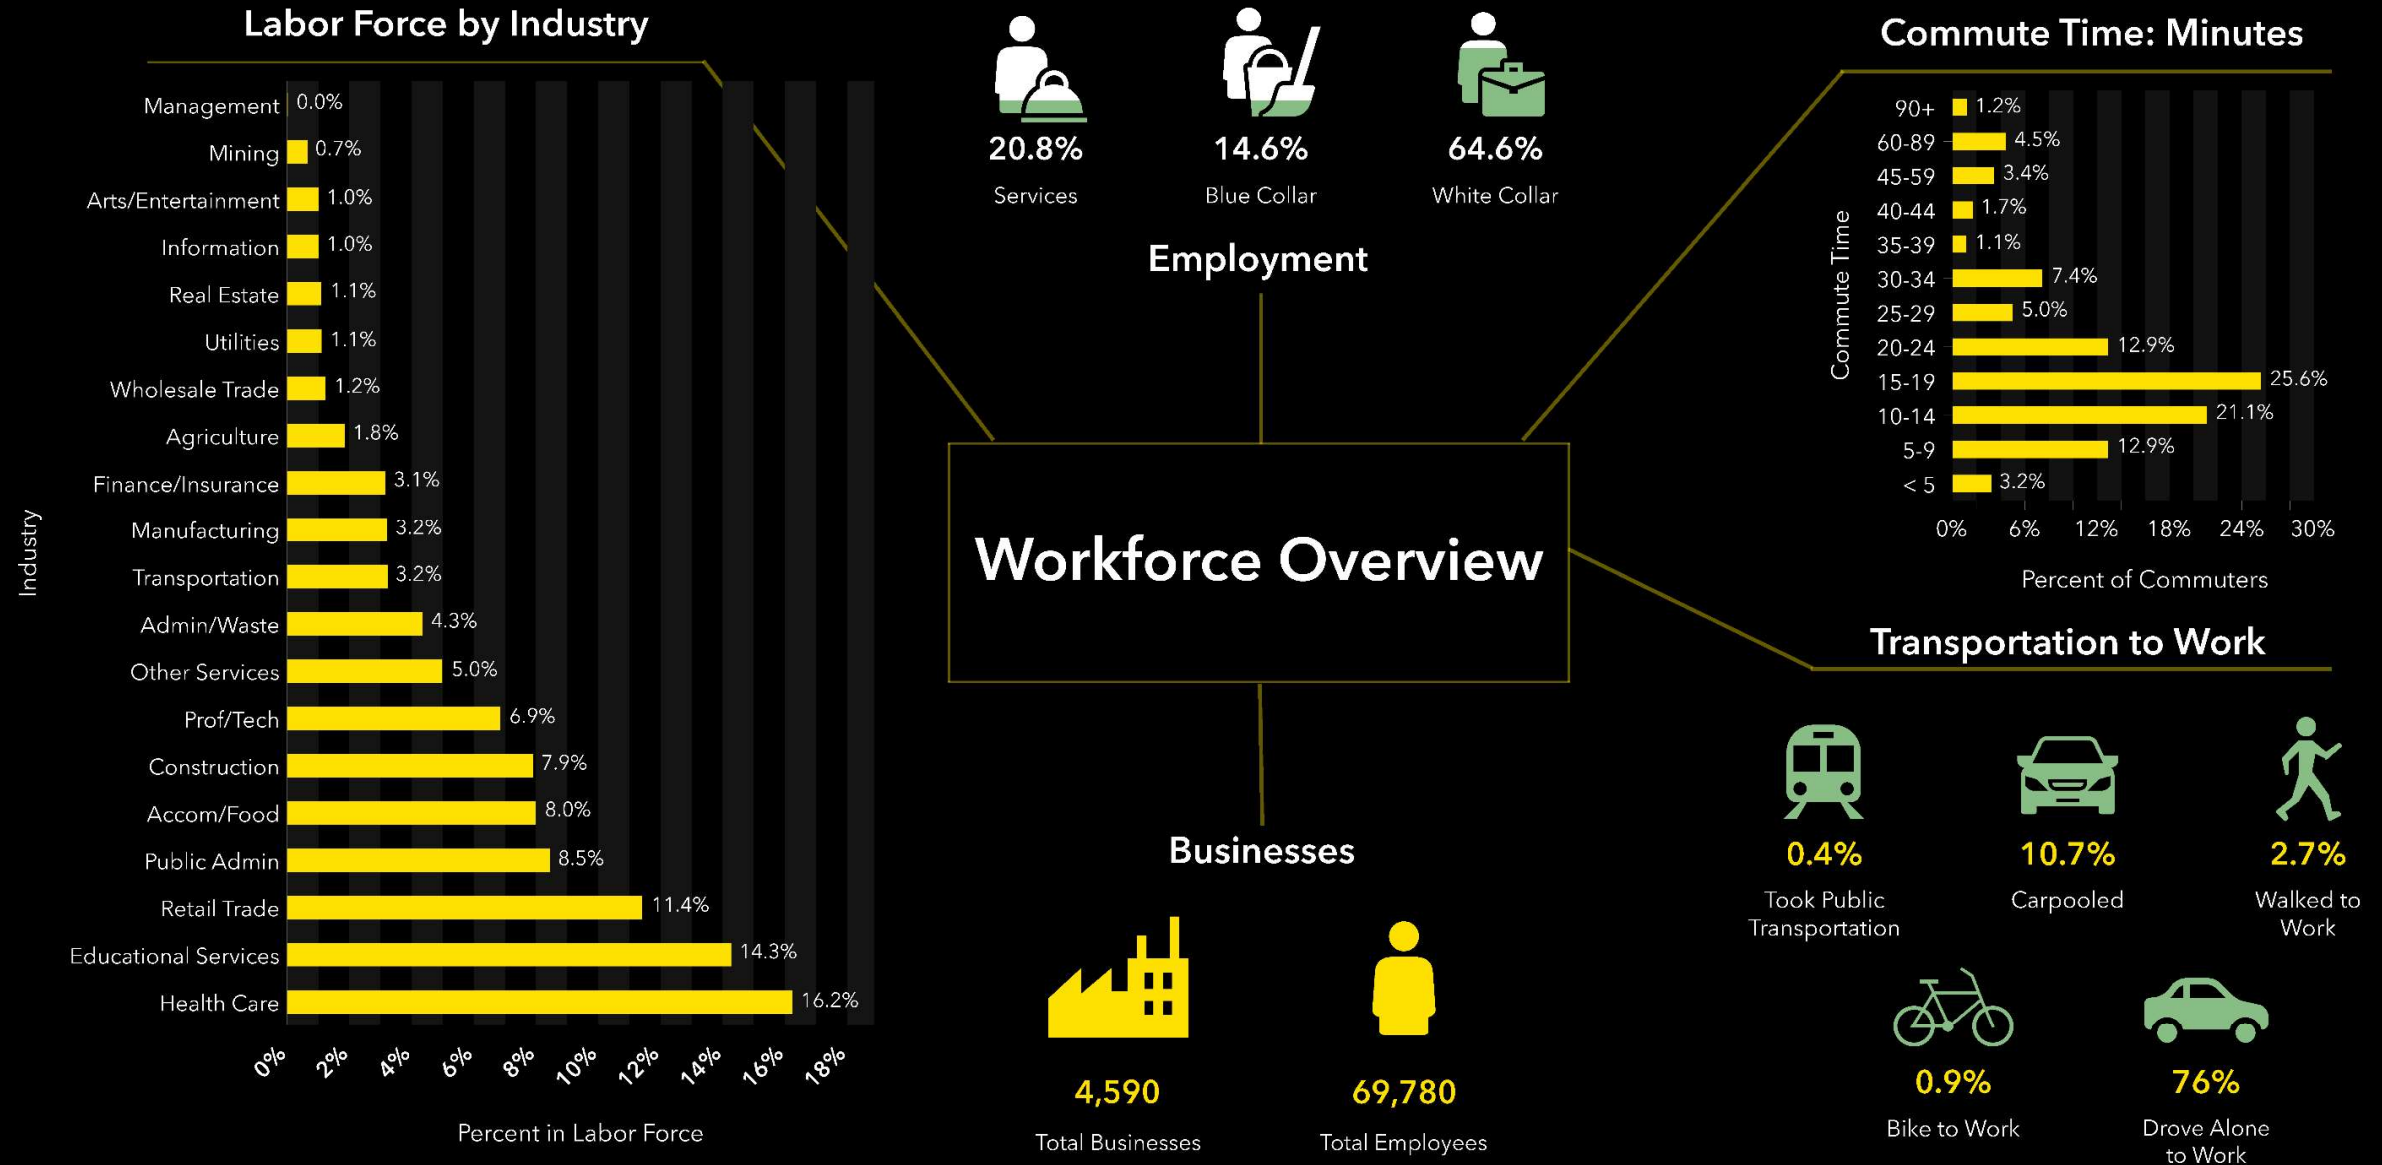 Labor Force by Industry
Industry
Management 0.0%
Mining 0.7%
Arts/Entertainment 1.0%
Information 1.0%
Real Estate 1.1%
Utilities 1.1%
Wholesale Trade 1.2%
Agriculture 1.8%
Finance/Insurance 3.1%
Manufacturing 3.2%
Transportation 3.2%
Admin/Waste 4.3%
Other Services 5.0%
Prof/Tech 6.9%
Construction 7.9%
Accom/Food 8.0%
Public Admin 8.5%
Retail Trade 11.4%
Educational Services 14.3%
Health Care 16.2%
0% 2% 4% 6% 8% 10% 12% 14% 16% 18%
Percent in Labor Force
20.8% 14.6% 64.6%
Services Blue Collar White Collar
Employment
Workforce Overview
Businesses
4,590 69,780
Total Businesses Total Employees
Commute Time: Minutes
Commute Time
90+ 1.2%
60-89 4.5%
45-59 3.4%
40-44 1.7%
35-39 1.1%
30-34 7.4%
25-29 5.0%
20-24 12.9%
15-19 25.6%
10-14 21.1%
5-9 12.9%
< 5 3.2%
0% 6% 12% 18% 24% 30%
Percent of Commuters
Transportation to Work
0.4% 10.7% 2.7%
Took Public Carpooled Walked to
Transportation Work
0.9% 76%
Bike to Work Drove Alone
to Work